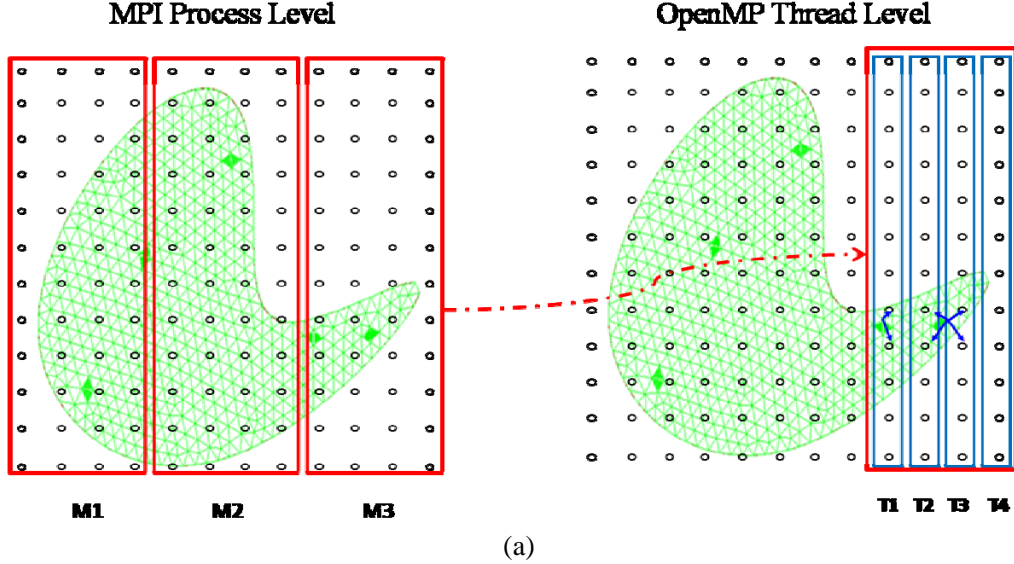 MPI Process Level
OpenMP Thread Level
M1 M2 M3
T1 T2 T3 T4
(a)